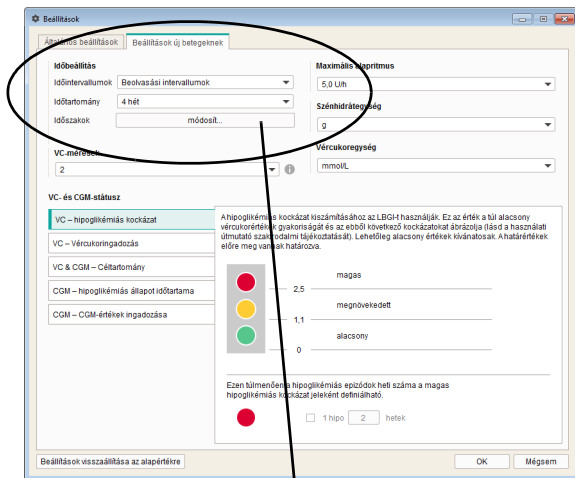 Beállítások
Általános beállítások
Beállítások új betegeknek
Időbeállítás
Időintervallumok
Beolvasási intervallumok
Időtartomány
4 hét
Időszakok
módosít...
VC-mérések
2
Maximális alapritmus
5,0 U/h
Szénhidrátegység
g
Vércukoregység
mmol/L
VC- és CGM-státusz
VC – hipoglikémiás kockázat
VC – Vércukoringadozás
VC & CGM – Céltartomány
CGM – hipoglikémiás állapot időtartama
CGM – CGM-értékek ingadozása
A hipoglikémiás kockázat kiszámításához az LBGI-t használják. Ez az érték a túl alacsony
vércukorértékek gyakoriságát és az ebből következő kockázatokat ábrázolja (lásd a használati
útmutató szakirodalmi tájékoztatását). Lehetőleg alacsony értékek kívánatosak. A határértékek
előre meg vannak határozva.
magas
2,5
megnövekedett
1,1
alacsony
0
Ezen túlmenően a hipoglikémiás epizódok heti száma a magas
hipoglikémiás kockázat jeleként definiálható.
1 hipo 2 hetek
Beállítások visszaállítása az alapértékre
OK
Mégsem